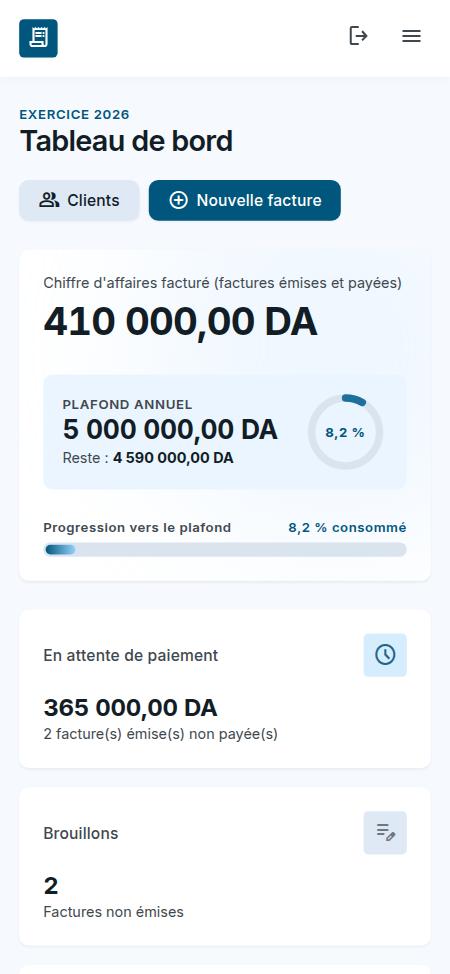 EXERCICE 2026
Tableau de bord
Clients
Nouvelle facture
Chiffre d'affaires facturé (factures émises et payées)
410 000,00 DA
PLAFOND ANNUEL
5 000 000,00 DA
Reste : 4 590 000,00 DA
8,2 %
Progression vers le plafond
8,2 % consommé
En attente de paiement
365 000,00 DA
2 facture(s) émise(s) non payée(s)
Brouillons
2
Factures non émises